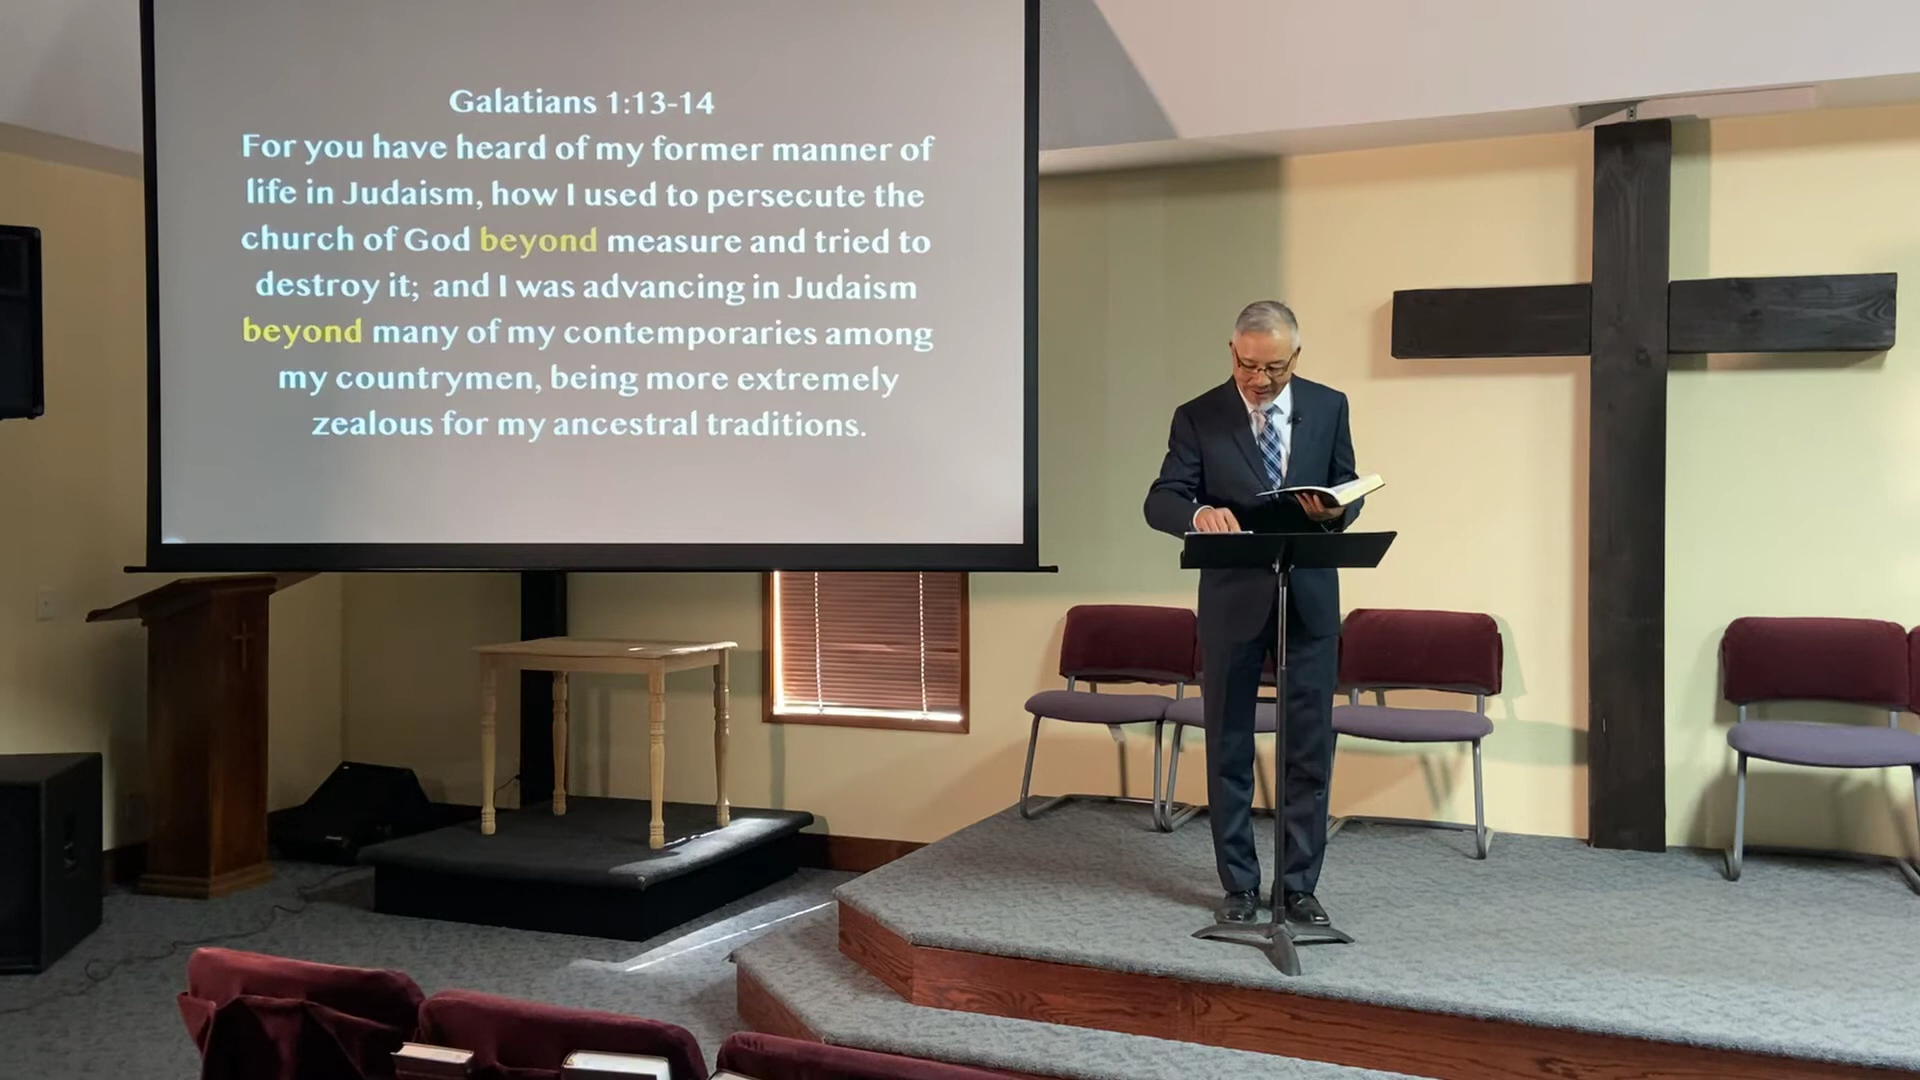 Galatians 1:13-14
For you have heard of my former manner of
life in Judaism, how I used to persecute the
church of God beyond measure and tried to
destroy it; and I was advancing in Judaism
beyond many of my contemporaries among
my countrymen, being more extremely
zealous for my ancestral traditions.